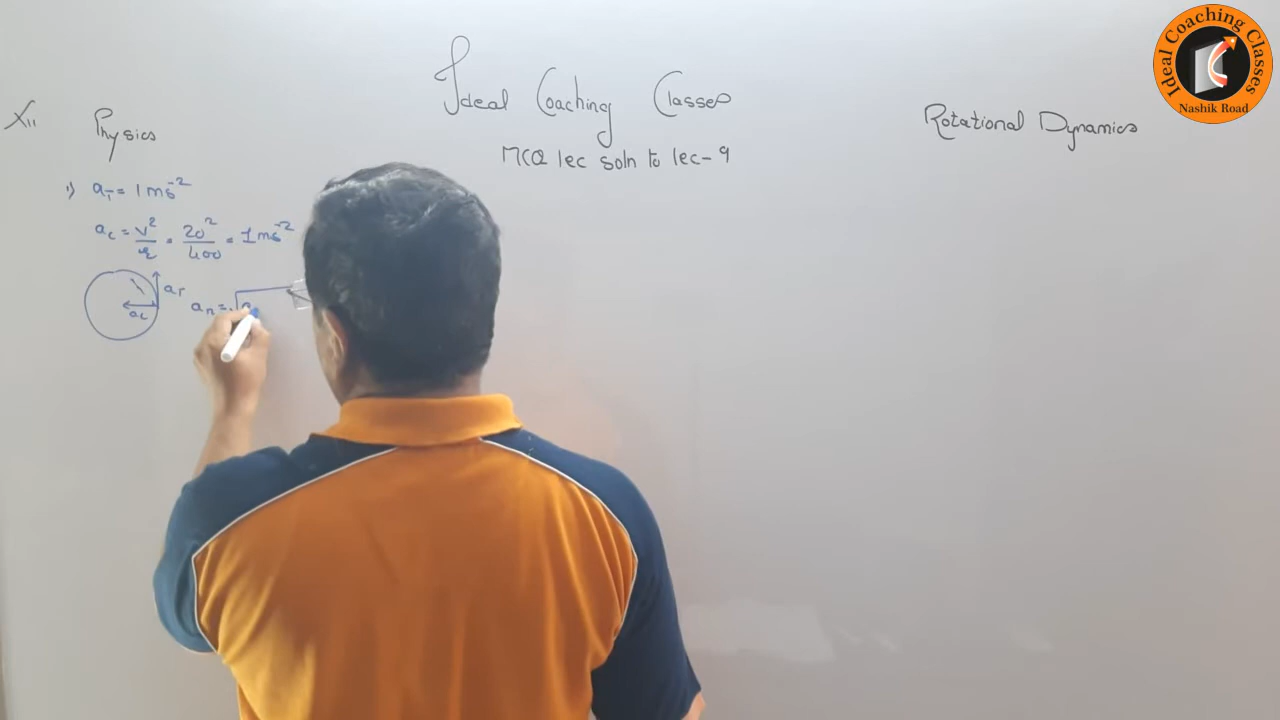 Ideal Coaching Classes
Nashik Road
Ideal Coaching Classes
XII Physics
Rotational Dynamics
MCQ lec soln to lec-9
1) a_T = 1 ms⁻²
a_c = v²/r = 20²/400 = 1 ms⁻²
a_T
a_c
a_n = √a